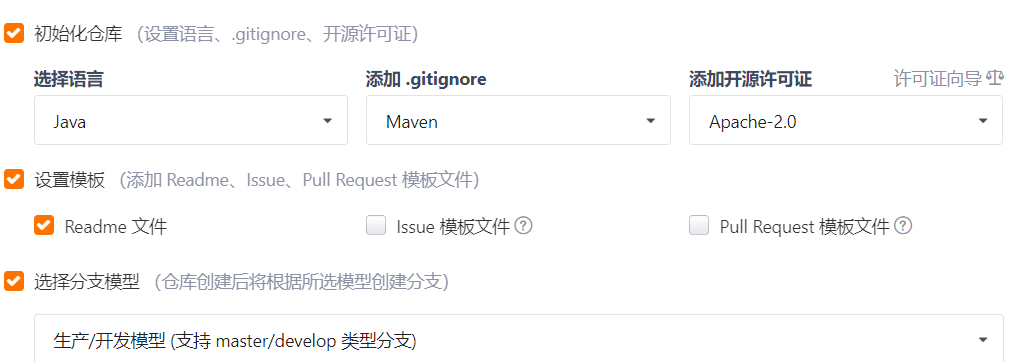 初始化仓库 (设置语言、.gitignore、开源许可证)
选择语言 添加 .gitignore 添加开源许可证 许可证向导
Java Maven Apache-2.0
设置模板 (添加 Readme、Issue、Pull Request 模板文件)
Readme 文件 Issue 模板文件 ? Pull Request 模板文件 ?
选择分支模型 (仓库创建后将根据所选模型创建分支)
生产/开发模型 (支持 master/develop 类型分支)